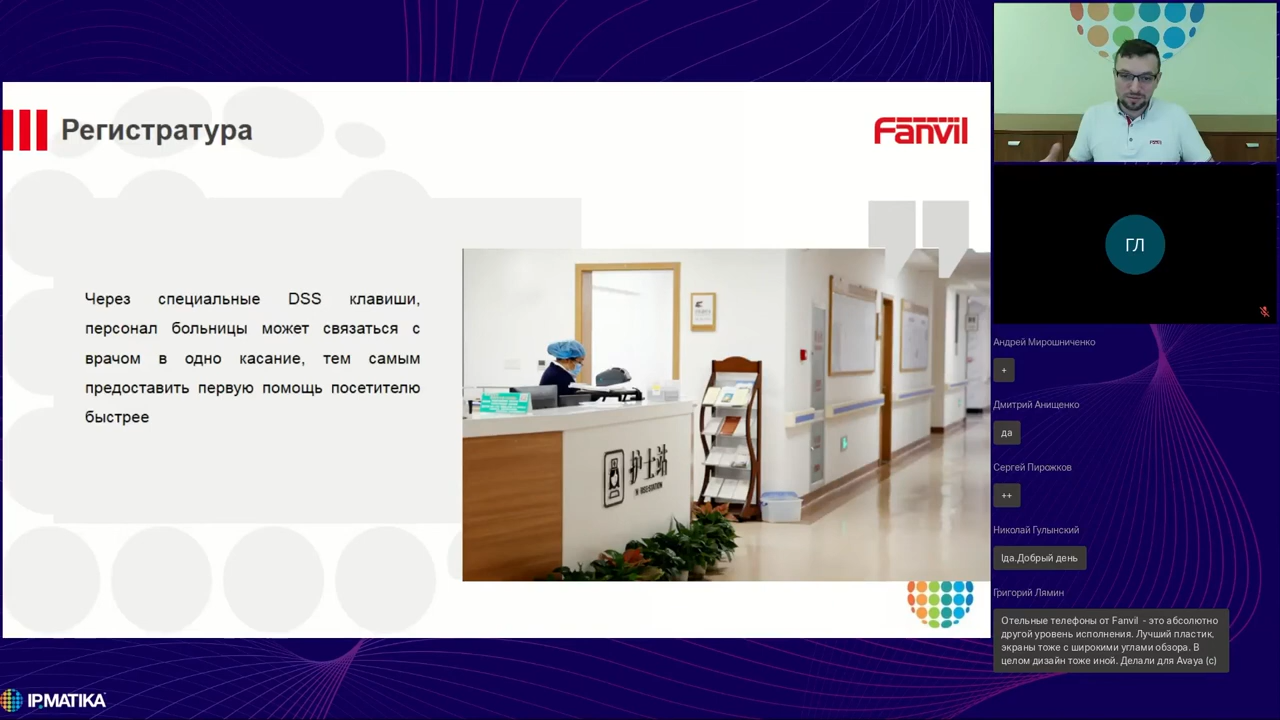 Регистратура
Fanvil
Через специальные DSS клавиши,
персонал больницы может связаться с
врачом в одно касание, тем самым
предоставить первую помощь посетителю
быстрее
护士站
ГЛ
Андрей Мирошниченко
+
Дмитрий Анищенко
да
Сергей Пирожков
++
Николай Гулынский
Iда.Добрый день
Григорий Лямин
Отельные телефоны от Fanvil - это абсолютно
другой уровень исполнения. Лучший пластик,
экраны тоже с широкими углами обзора. В
целом дизайн тоже иной. Делали для Avaya (с)
IPMATIKA